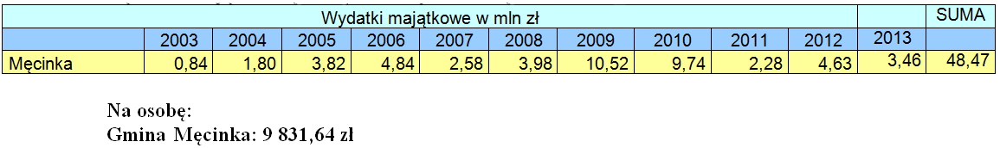 Wydatki majątkowe w mln zł SUMA
2003 2004 2005 2006 2007 2008 2009 2010 2011 2012 2013
Męcinka 0,84 1,80 3,82 4,84 2,58 3,98 10,52 9,74 2,28 4,63 3,46 48,47
Na osobę:
Gmina Męcinka: 9 831,64 zł